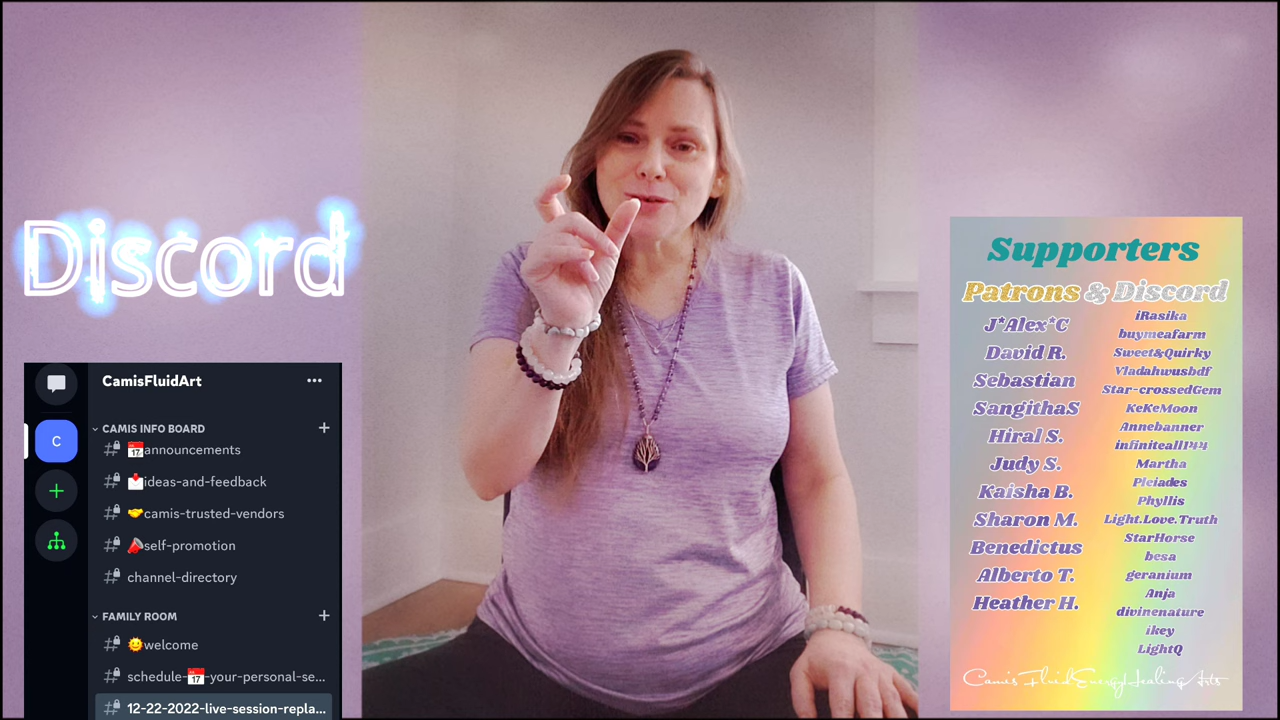 Discord
CamisFluidArt
CAMIS INFO BOARD
announcements
ideas-and-feedback
camis-trusted-vendors
self-promotion
channel-directory
FAMILY ROOM
welcome
schedule-📅-your-personal-se...
12-22-2022-live-session-repla...
C
Supporters
Patrons & Discord
J*Alex*C
David R.
Sebastian
SangithaS
Hiral S.
Judy S.
Kaisha B.
Sharon M.
Benedictus
Alberto T.
Heather H.
iRasika
buymeafarm
Sweet&Quirky
Vladahwusbdf
Star-crossedGem
KeKeMoon
Annebanner
infiniteall144
Martha
Pleiades
Phyllis
Light.Love.Truth
StarHorse
besa
geranium
Anja
divinenature
ikey
LightQ
CamisFluidEnergyHealingArts